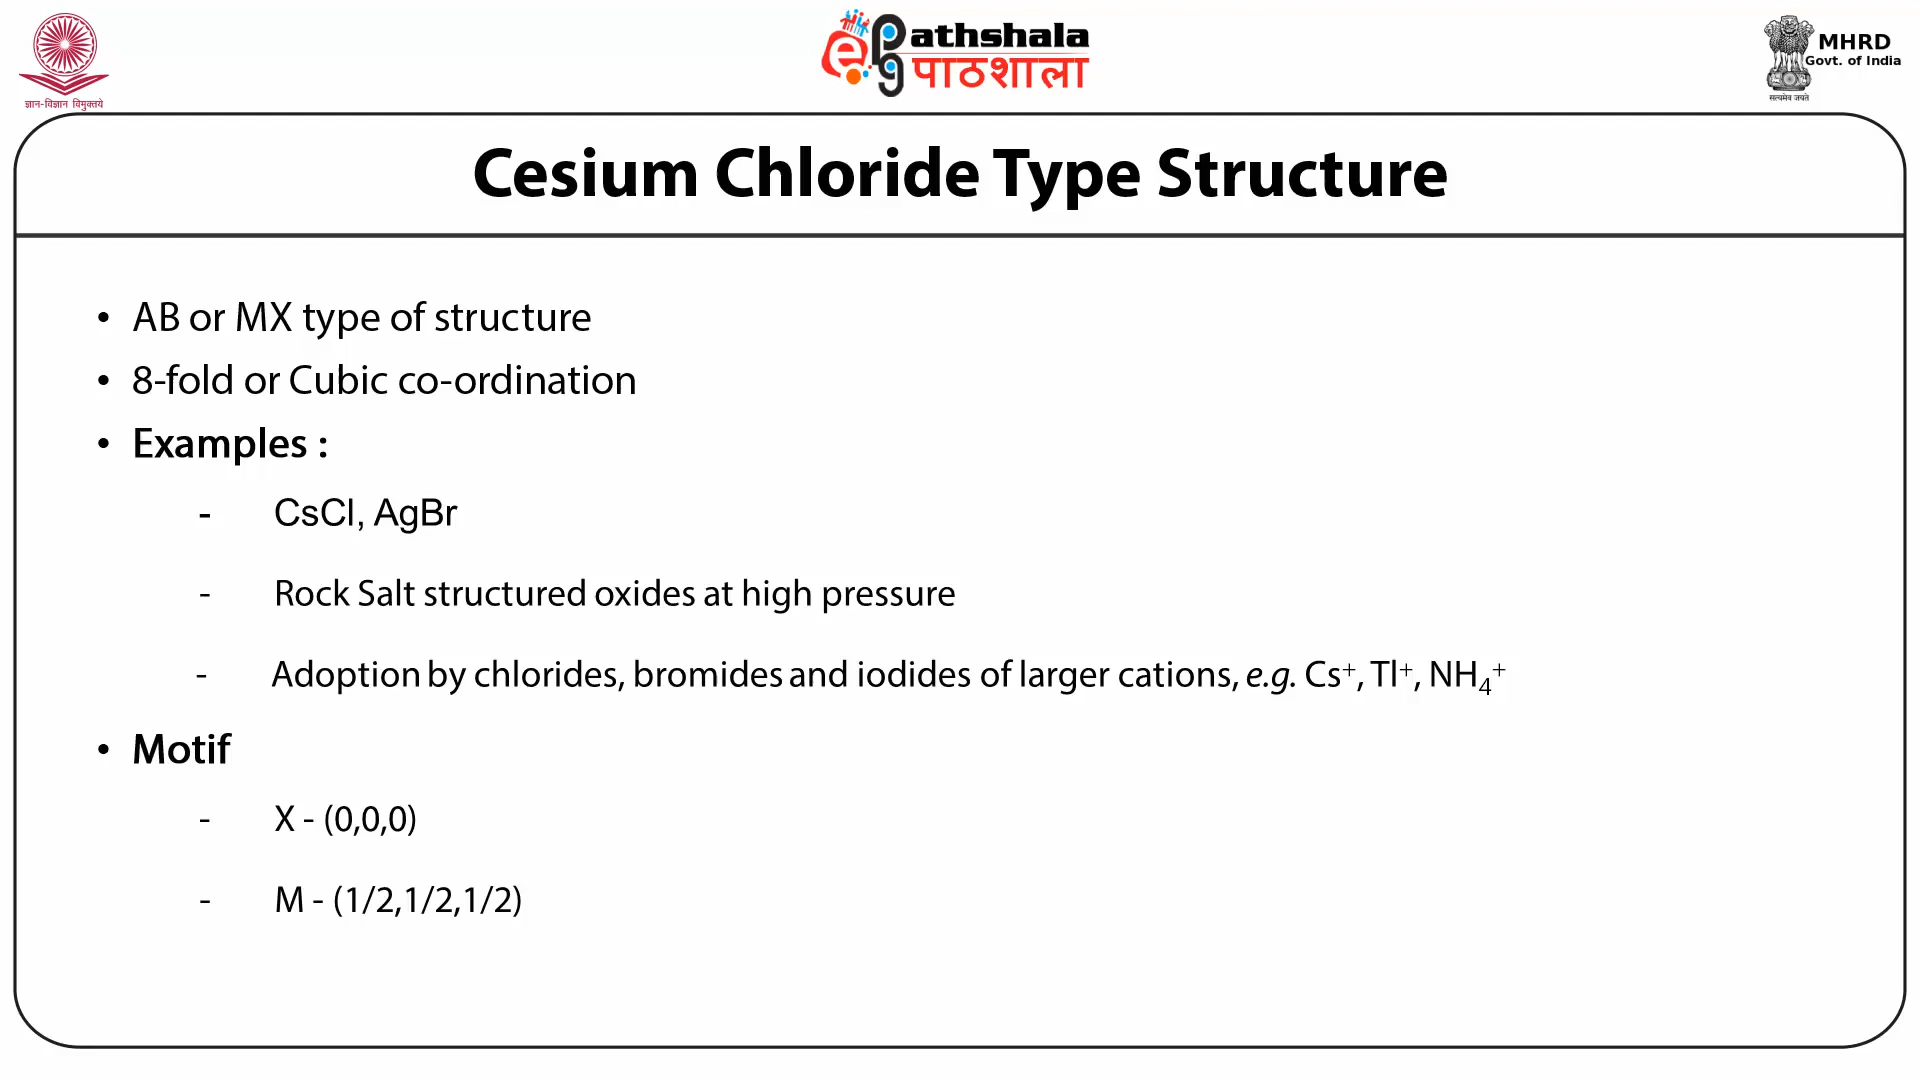 ज्ञान-विज्ञान विमुक्तये
ePathshala
पाठशाला
MHRD
Govt. of India
सत्यमेव जयते
Cesium Chloride Type Structure
• AB or MX type of structure
• 8-fold or Cubic co-ordination
• Examples :
- CsCl, AgBr
- Rock Salt structured oxides at high pressure
- Adoption by chlorides, bromides and iodides of larger cations, e.g. Cs⁺, Tl⁺, NH₄⁺
• Motif
- X - (0,0,0)
- M - (1/2,1/2,1/2)